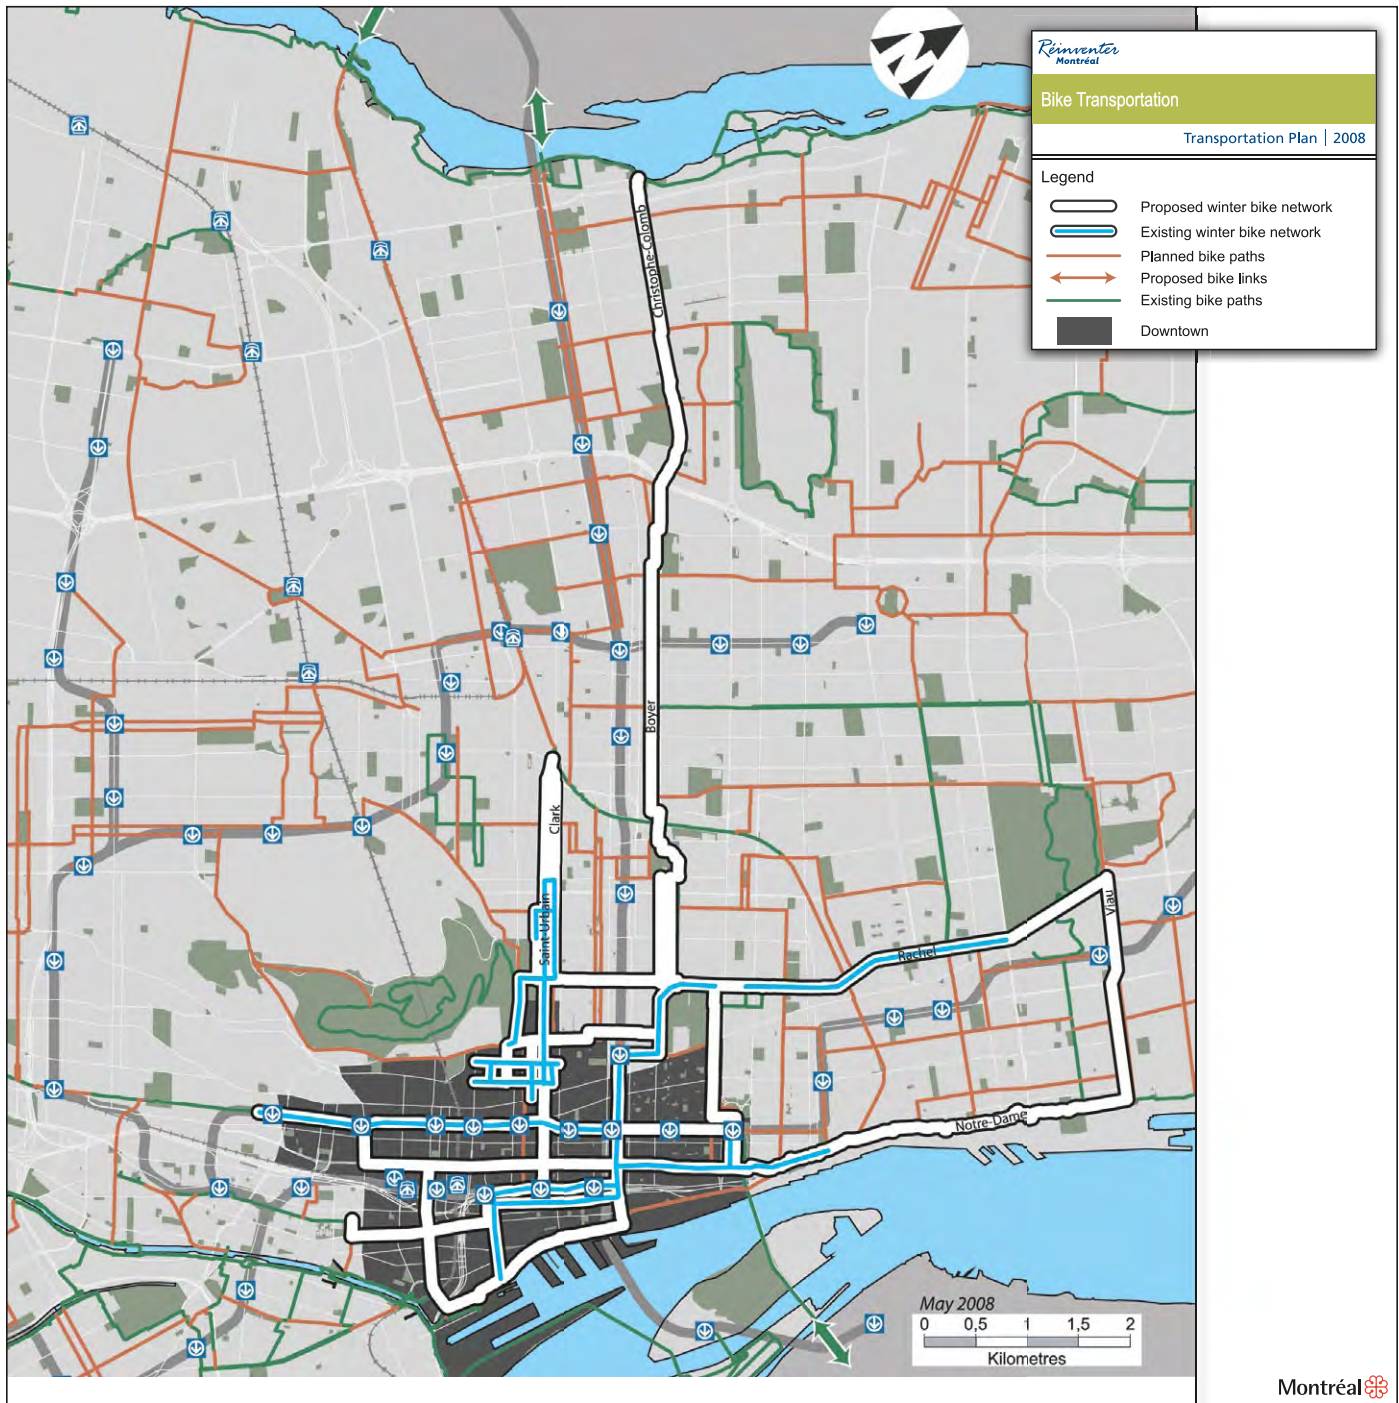 Réinventer
Montréal
Bike Transportation
Transportation Plan | 2008
Legend
Proposed winter bike network
Existing winter bike network
Planned bike paths
Proposed bike links
Existing bike paths
Downtown
Christophe-Colomb
Boyer
Clark
Saint-Urbain
Rachel
Viau
Notre-Dame
May 2008
0 0,5 1 1,5 2
Kilometres
Montréal